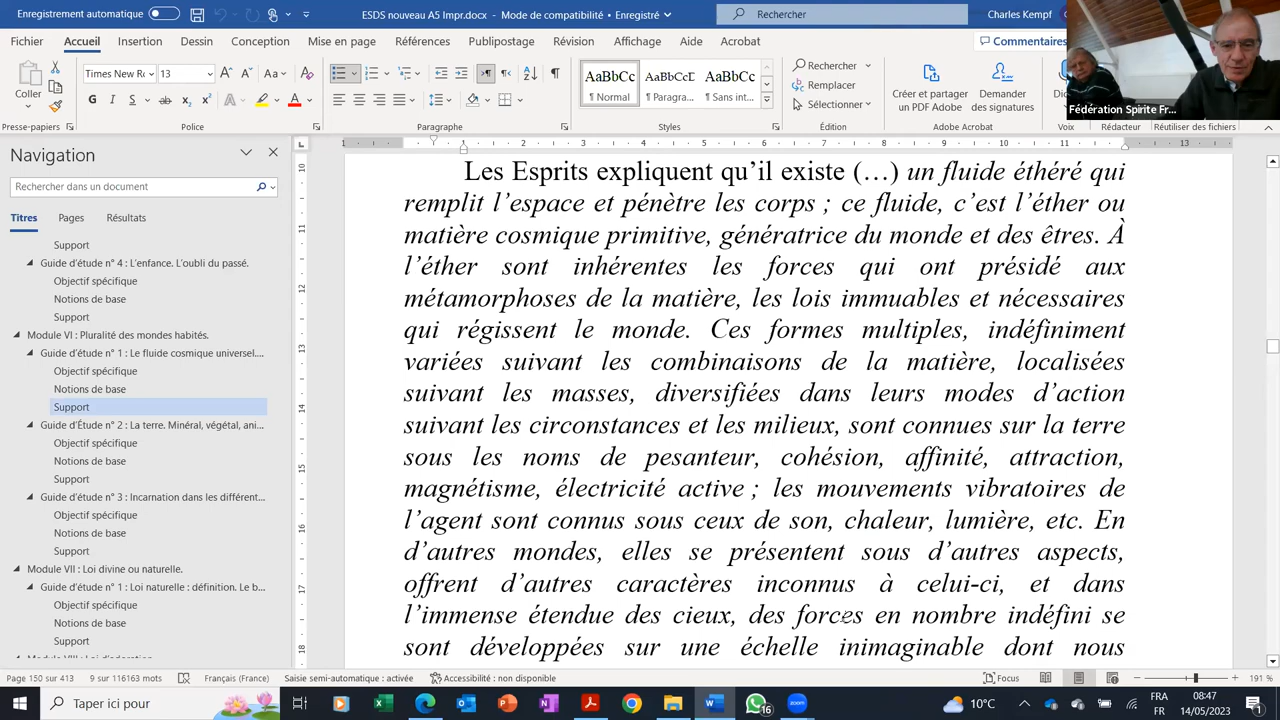 Enregistrement automatique
ESDS nouveau A5 Impr.docx - Mode de compatibilité • Enregistré
Rechercher
Charles Kempf
Fichier Accueil Insertion Dessin Conception Mise en page Références Publipostage Révision Affichage Aide Acrobat Commentaires
Coller
Times New Ro 13
G I S
AaBbCc AaBbCcD AaBbCc
¶ Normal ¶ Paragra... ¶ Sans int...
Rechercher
Remplacer
Sélectionner
Créer et partager un PDF Adobe
Demander des signatures
Fédération Spirite Fr...
Presse-papiers Police Paragraphe Styles Édition Adobe Acrobat Voix Rédacteur Réutiliser des fichiers
Navigation
Rechercher dans un document
Titres Pages Résultats
Support
Guide d'étude n° 4 : L'enfance. L'oubli du passé.
Objectif spécifique
Notions de base
Support
Module VI : Pluralité des mondes habités.
Guide d'étude n° 1 : Le fluide cosmique universel....
Objectif spécifique
Notions de base
Support
Guide d'Étude n° 2 : La terre. Minéral, végétal, ani...
Objectif spécifique
Notions de base
Support
Guide d'étude n° 3 : Incarnation dans les différent...
Objectif spécifique
Notions de base
Support
Module VII : Loi divine ou naturelle.
Guide d'étude n° 1 : Loi naturelle : définition. Le b...
Objectif spécifique
Notions de base
Support
Les Esprits expliquent qu'il existe (…) un fluide éthéré qui
remplit l'espace et pénètre les corps ; ce fluide, c'est l'éther ou
matière cosmique primitive, génératrice du monde et des êtres. À
l'éther sont inhérentes les forces qui ont présidé aux
métamorphoses de la matière, les lois immuables et nécessaires
qui régissent le monde. Ces formes multiples, indéfiniment
variées suivant les combinaisons de la matière, localisées
suivant les masses, diversifiées dans leurs modes d'action
suivant les circonstances et les milieux, sont connues sur la terre
sous les noms de pesanteur, cohésion, affinité, attraction,
magnétisme, électricité active ; les mouvements vibratoires de
l'agent sont connus sous ceux de son, chaleur, lumière, etc. En
d'autres mondes, elles se présentent sous d'autres aspects,
offrent d'autres caractères inconnus à celui-ci, et dans
l'immense étendue des cieux, des forces en nombre indéfini se
sont développées sur une échelle inimaginable dont nous
Page 150 sur 413 9 sur 116163 mots Français (France) Saisie semi-automatique : activée Accessibilité : non disponible Focus 191 %
Taper ici pour
16
10°C
FRA
FR
08:47
14/05/2023